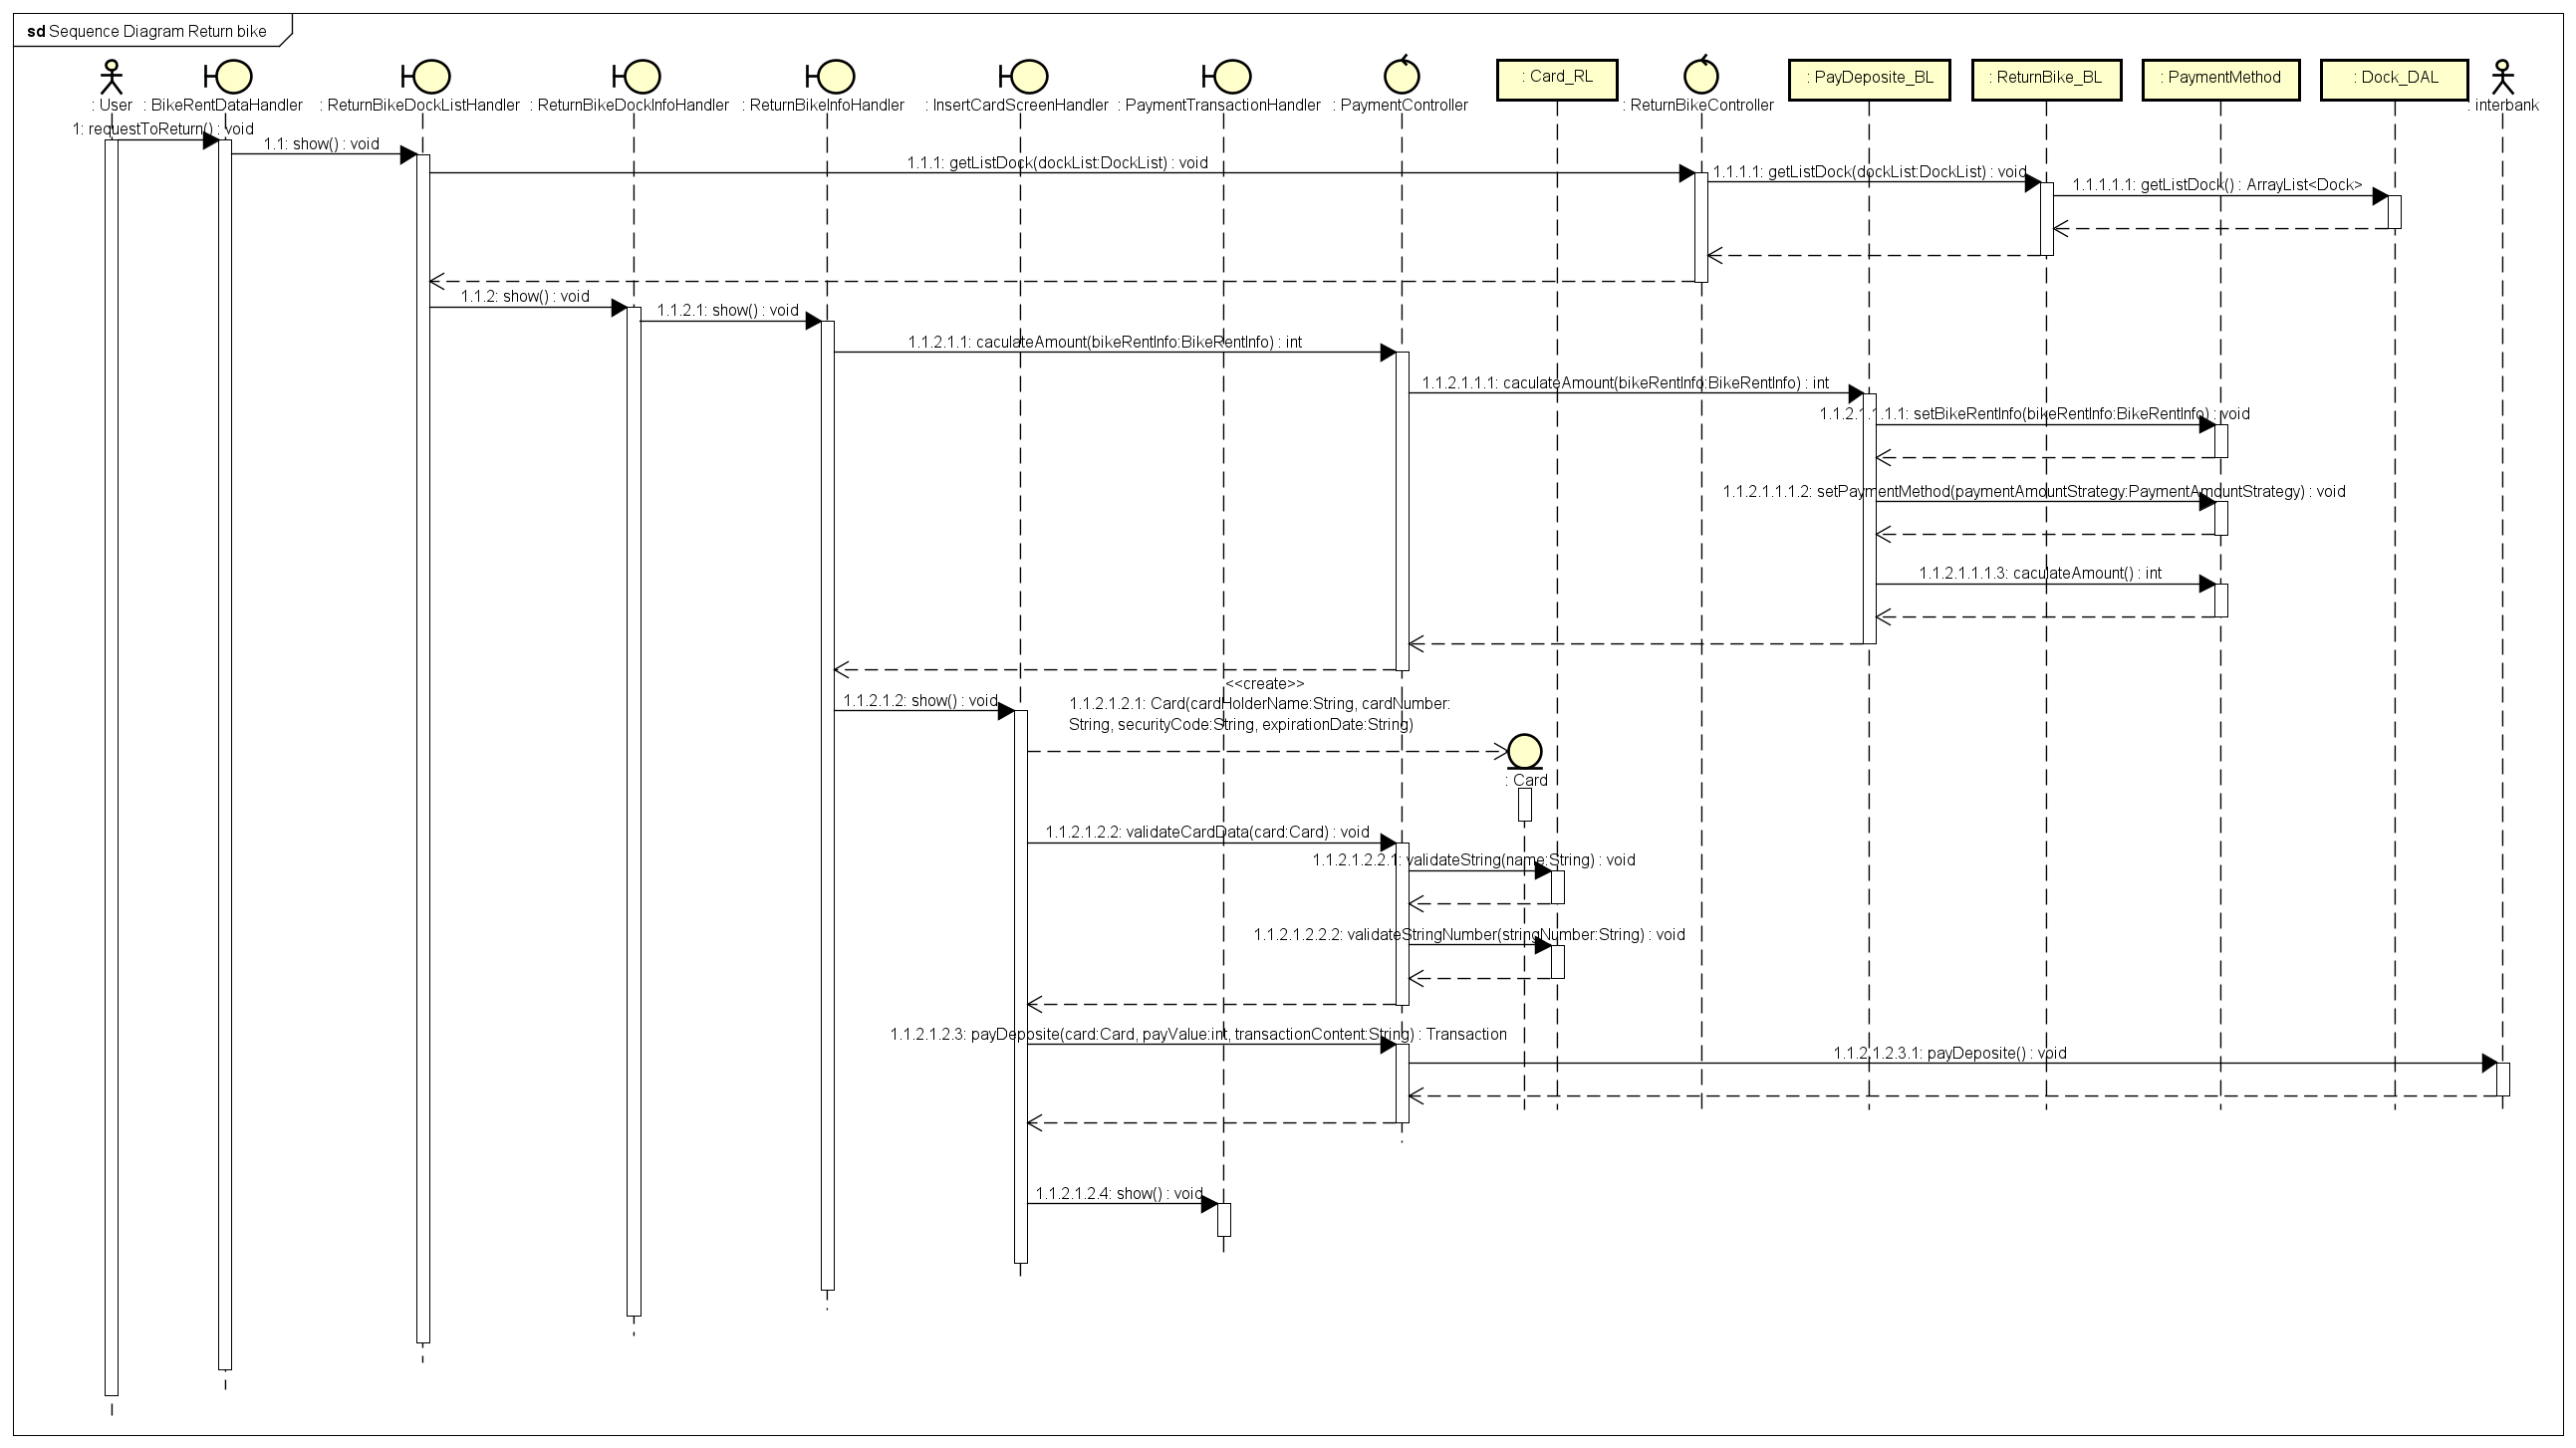 sd Sequence Diagram Return bike
: User
: BikeRentDataHandler
: ReturnBikeDockListHandler
: ReturnBikeDockInfoHandler
: ReturnBikeInfoHandler
: InsertCardScreenHandler
: PaymentTransactionHandler
: PaymentController
: Card_RL
: ReturnBikeController
: PayDeposite_BL
: ReturnBike_BL
: PaymentMethod
: Dock_DAL
: interbank
1: requestToReturn() : void
1.1: show() : void
1.1.1: getListDock(dockList:DockList) : void
1.1.1.1: getListDock(dockList:DockList) : void
1.1.1.1.1: getListDock() : ArrayList<Dock>
1.1.2: show() : void
1.1.2.1: show() : void
1.1.2.1.1: caculateAmount(bikeRentInfo:BikeRentInfo) : int
1.1.2.1.1.1: caculateAmount(bikeRentInfo:BikeRentInfo) : int
1.1.2.1.1.1.1: setBikeRentInfo(bikeRentInfo:BikeRentInfo) : void
1.1.2.1.1.1.2: setPaymentMethod(paymentAmountStrategy:PaymentAmountStrategy) : void
1.1.2.1.1.1.3: caculateAmount() : int
1.1.2.1.2: show() : void
<<create>>
1.1.2.1.2.1: Card(cardHolderName:String, cardNumber:
String, securityCode:String, expirationDate:String)
: Card
1.1.2.1.2.2: validateCardData(card:Card) : void
1.1.2.1.2.2.1: validateString(name:String) : void
1.1.2.1.2.2.2: validateStringNumber(stringNumber:String) : void
1.1.2.1.2.3: payDeposite(card:Card, payValue:int, transactionContent:String) : Transaction
1.1.2.1.2.3.1: payDeposite() : void
1.1.2.1.2.4: show() : void